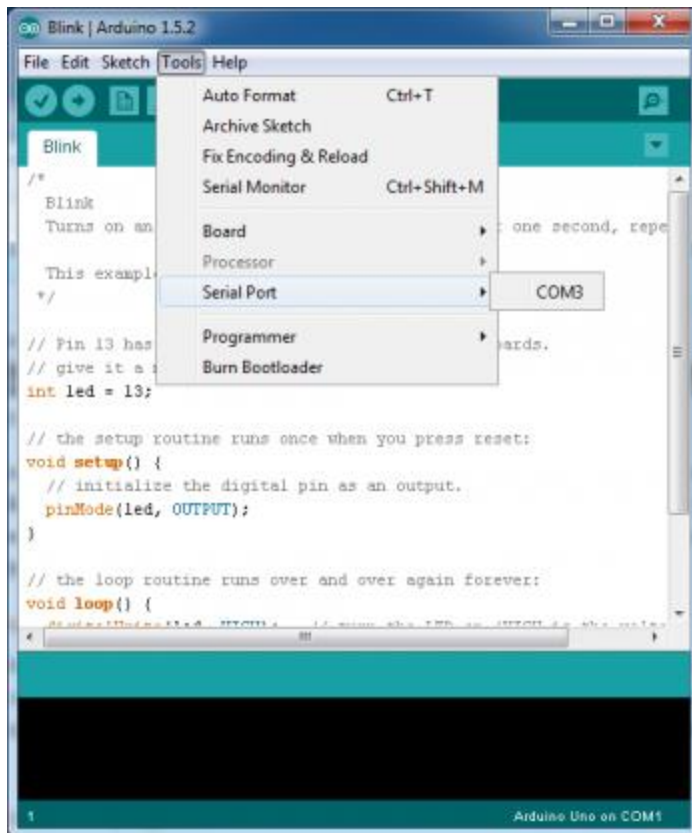 Blink | Arduino 1.5.2
File Edit Sketch Tools Help
Auto Format Ctrl+T
Archive Sketch
Fix Encoding & Reload
Serial Monitor Ctrl+Shift+M
Board
Processor
Serial Port
COM3
Programmer
Burn Bootloader
Blink
/*
Blink
Turns on an one second, repe
This exampl
*/
// Pin 13 has ards.
// give it a
int led = 13;
// the setup routine runs once when you press reset:
void setup() {
// initialize the digital pin as an output.
pinMode(led, OUTPUT);
}
// the loop routine runs over and over again forever:
void loop() {
1
Arduino Uno on COM1